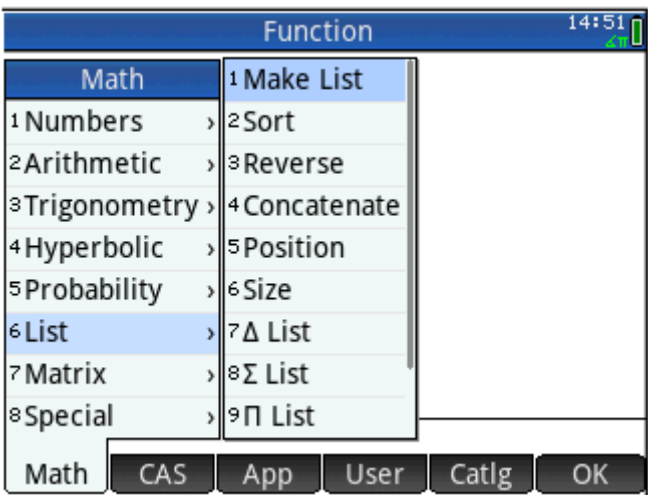 Function
14:51
∡π
Math
1 Numbers ›
2 Arithmetic ›
3 Trigonometry ›
4 Hyperbolic ›
5 Probability ›
6 List ›
7 Matrix ›
8 Special ›
1 Make List
2 Sort
3 Reverse
4 Concatenate
5 Position
6 Size
7 Δ List
8 Σ List
9 Π List
Math CAS App User Catlg OK